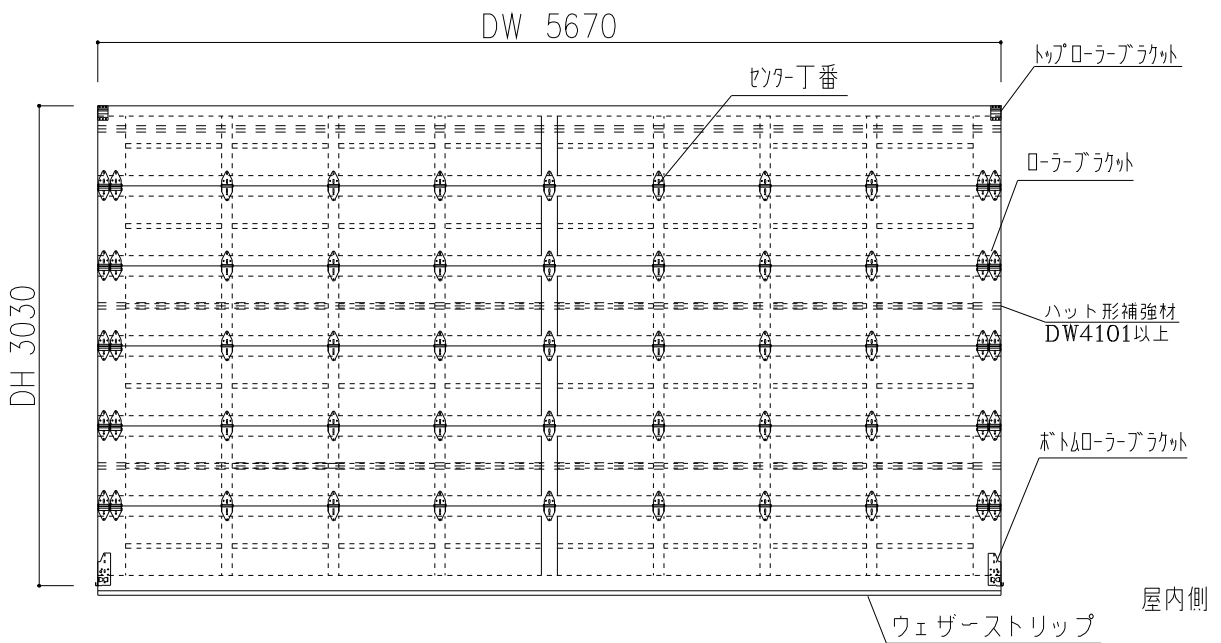 DW 5670
トップローラーブラケット
センター丁番
ローラーブラケット
DH 3030
ハット形補強材
DW4101以上
ボトムローラーブラケット
屋内側
ウェザーストリップ